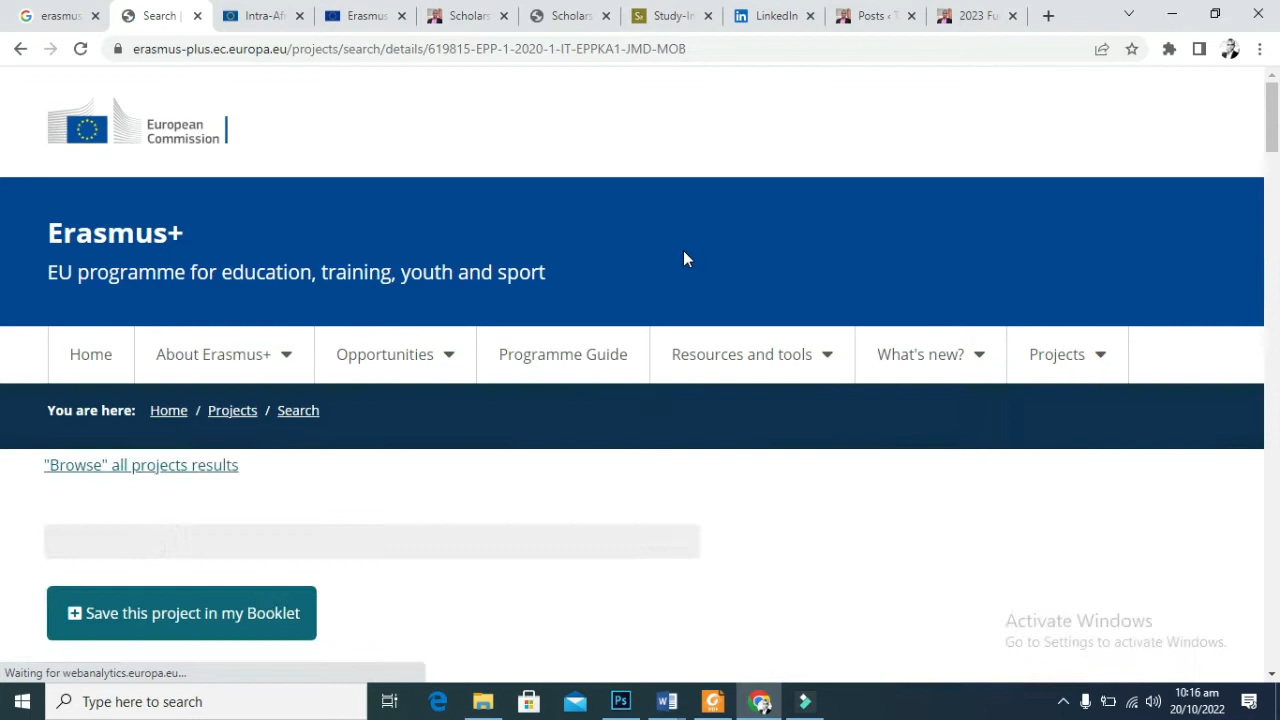 erasmus
Search |
Intra-Af
Erasmus
Scholars
Scholars
Study-In
LinkedIn
Posts ‹
2023 Fu
erasmus-plus.ec.europa.eu/projects/search/details/619815-EPP-1-2020-1-IT-EPPKA1-JMD-MOB
European
Commission
Erasmus+
EU programme for education, training, youth and sport
Home
About Erasmus+
Opportunities
Programme Guide
Resources and tools
What's new?
Projects
You are here: Home / Projects / Search
"Browse" all projects results
Save this project in my Booklet
Activate Windows
Go to Settings to activate Windows.
Waiting for webanalytics.europa.eu...
Type here to search
10:16 am
20/10/2022